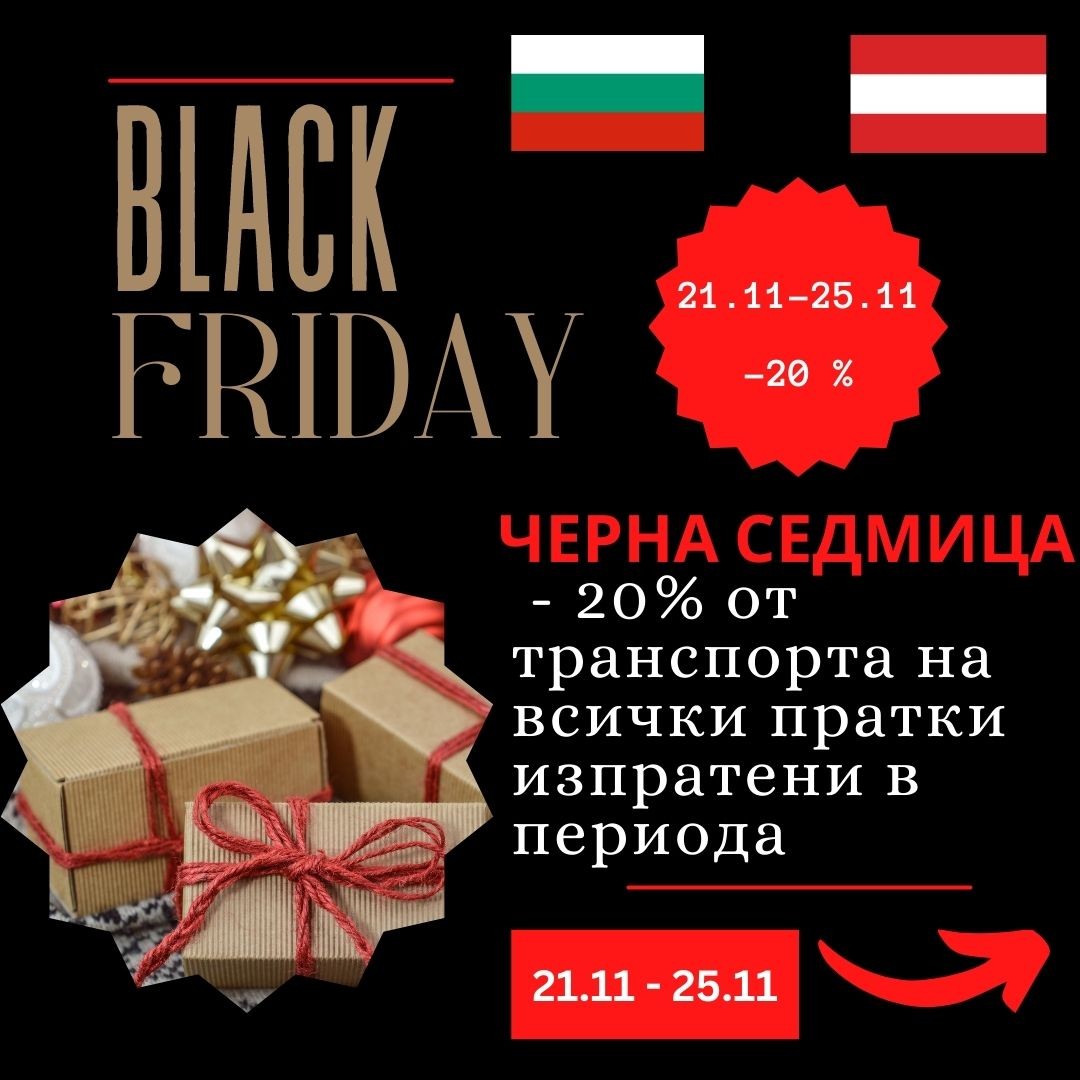 BLACK
FRIDAY
21.11-25.11
-20 %
ЧЕРНА СЕДМИЦА
- 20% от
транспорта на
всички пратки
изпратени в
периода
21.11 - 25.11